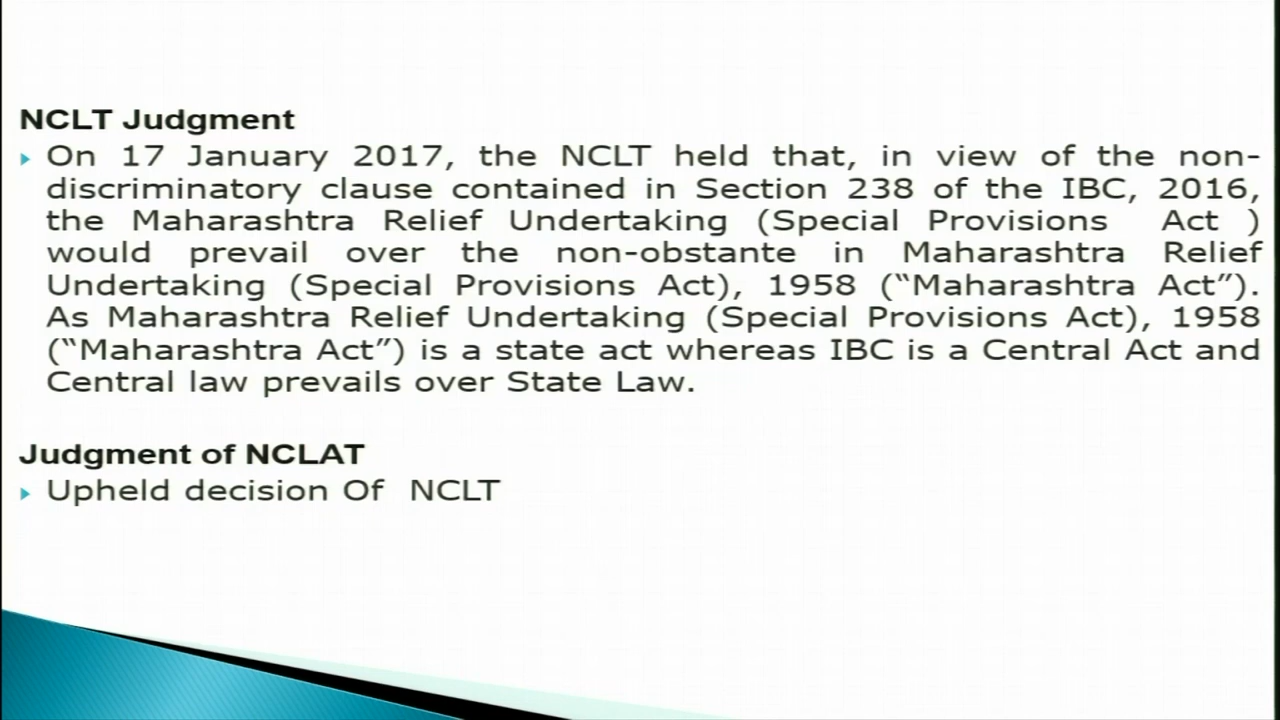 NCLT Judgment
On 17 January 2017, the NCLT held that, in view of the non-
discriminatory clause contained in Section 238 of the IBC, 2016,
the Maharashtra Relief Undertaking (Special Provisions Act )
would prevail over the non-obstante in Maharashtra Relief
Undertaking (Special Provisions Act), 1958 (“Maharashtra Act”).
As Maharashtra Relief Undertaking (Special Provisions Act), 1958
(“Maharashtra Act”) is a state act whereas IBC is a Central Act and
Central law prevails over State Law.
Judgment of NCLAT
Upheld decision Of NCLT